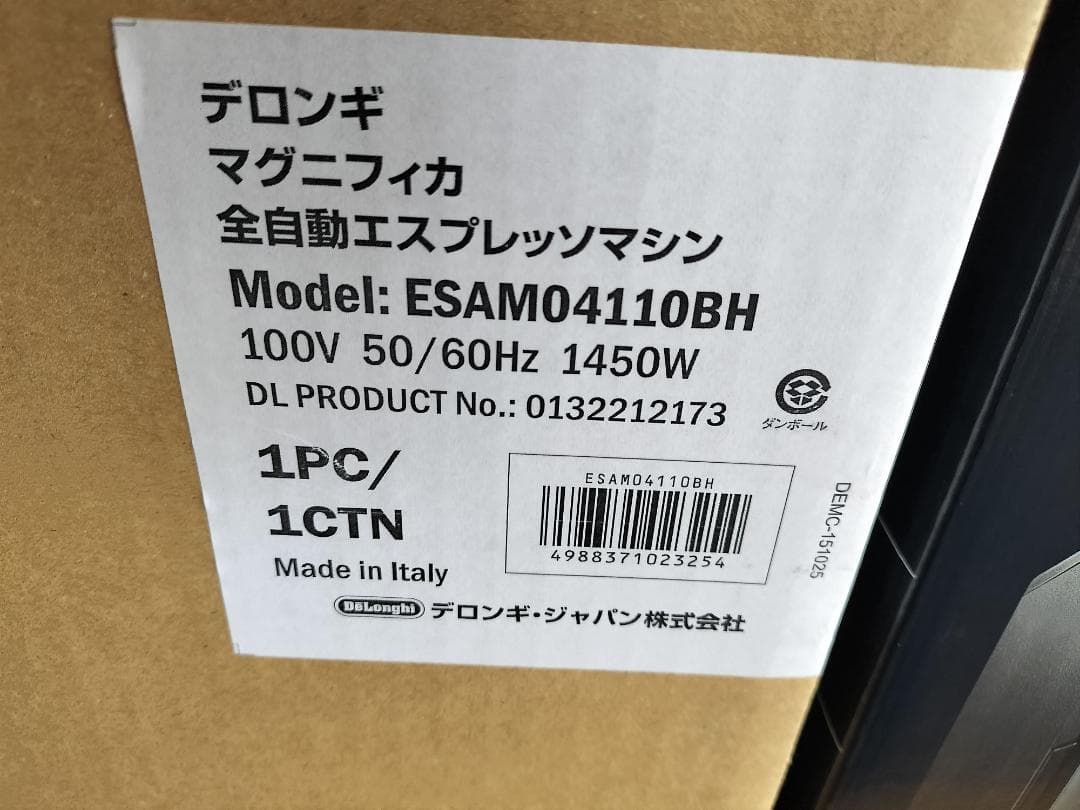 デロンギ
マグニフィカ
全自動エスプレッソマシン
Model: ESAM04110BH
100V 50/60Hz 1450W
DL PRODUCT No.: 0132212173
ダンボール
1PC/
1CTN
Made in Italy
ESAM04110BH
4988371023254
DEMC-151025
DeLonghi デロンギ・ジャパン株式会社